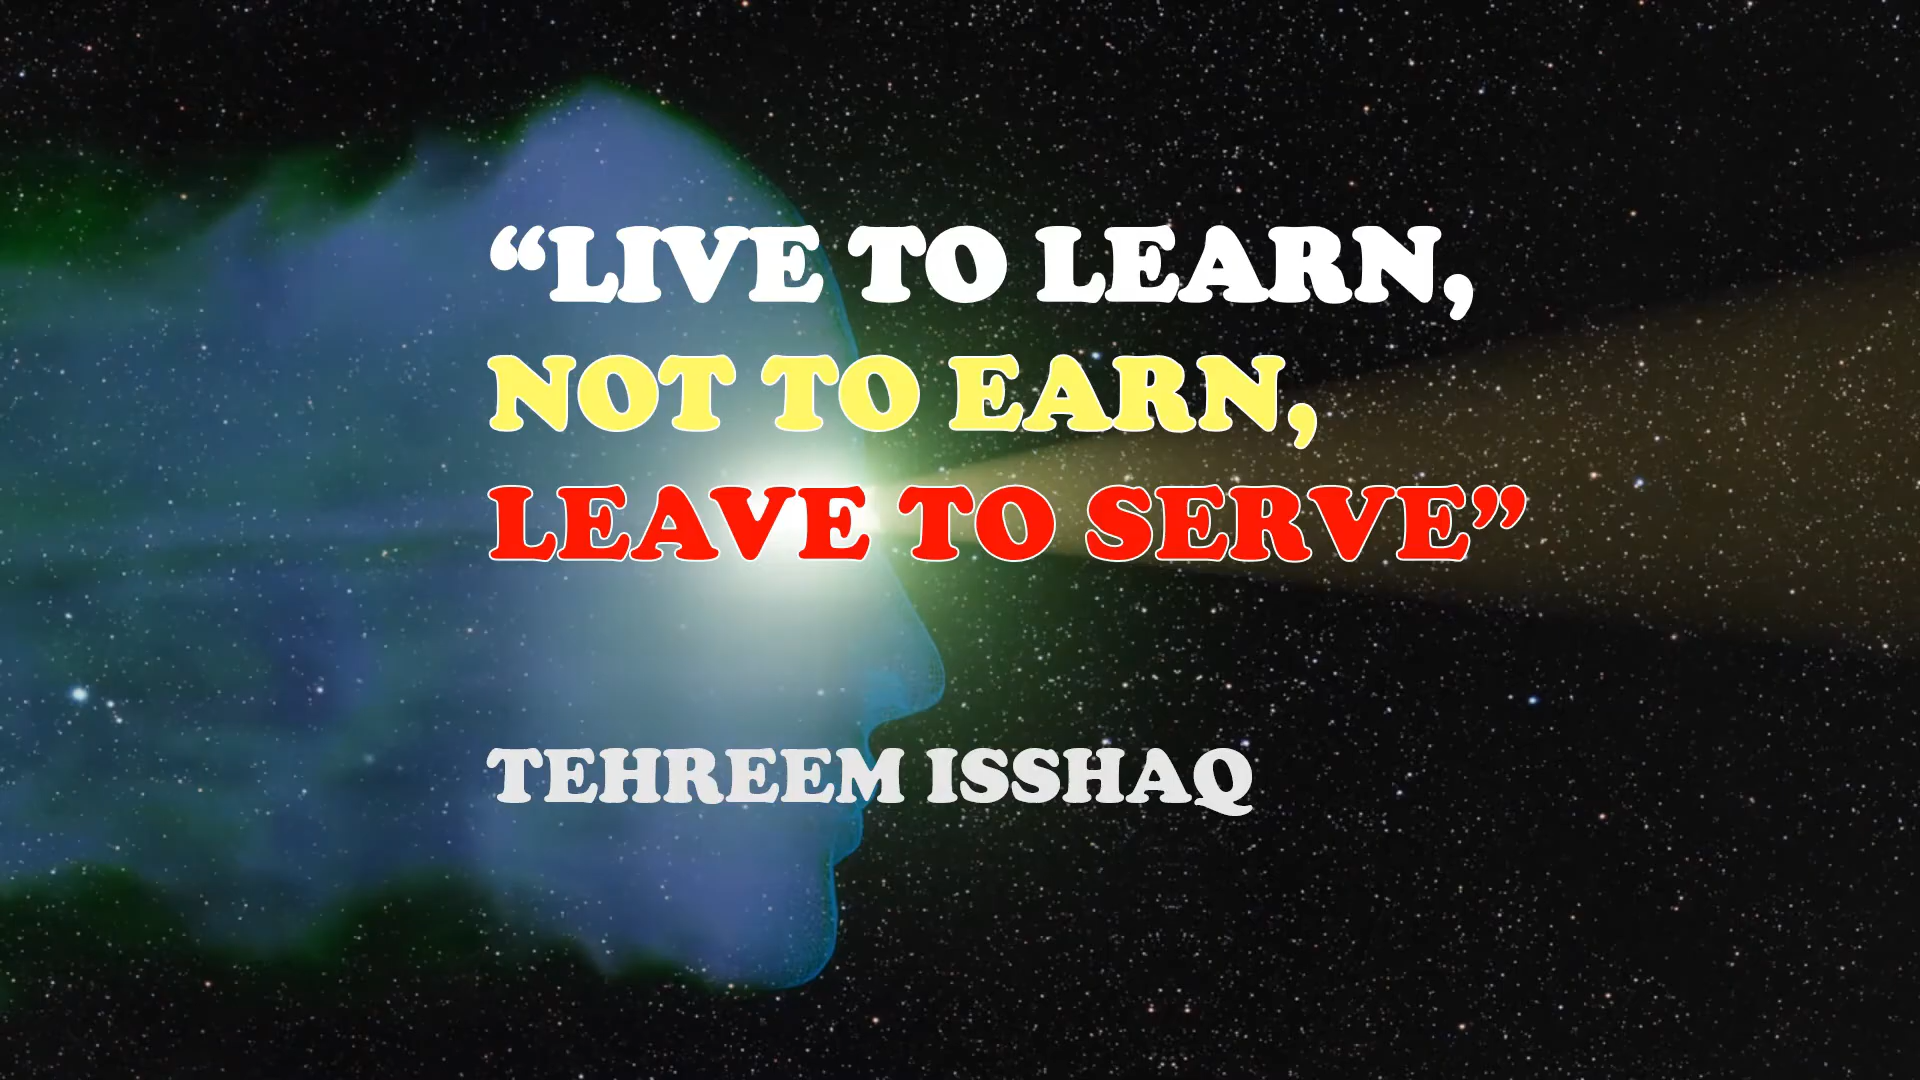 “LIVE TO LEARN,
NOT TO EARN,
LEAVE TO SERVE”
TEHREEM ISSHAQ